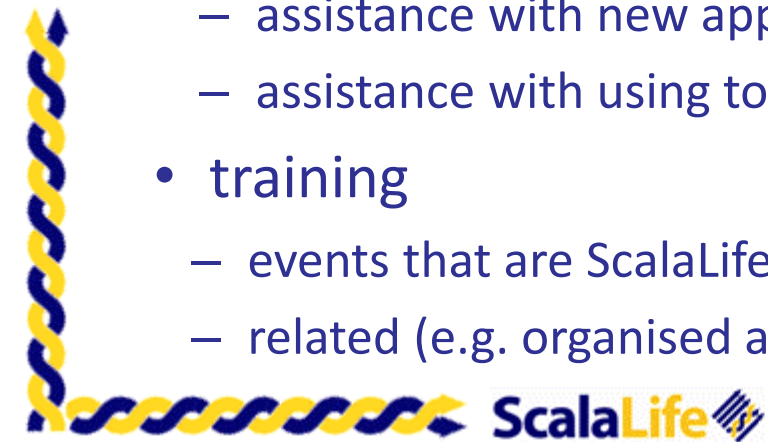 – assistance with new app
– assistance with using to
• training
– events that are ScalaLife
– related (e.g. organised a
ScalaLife